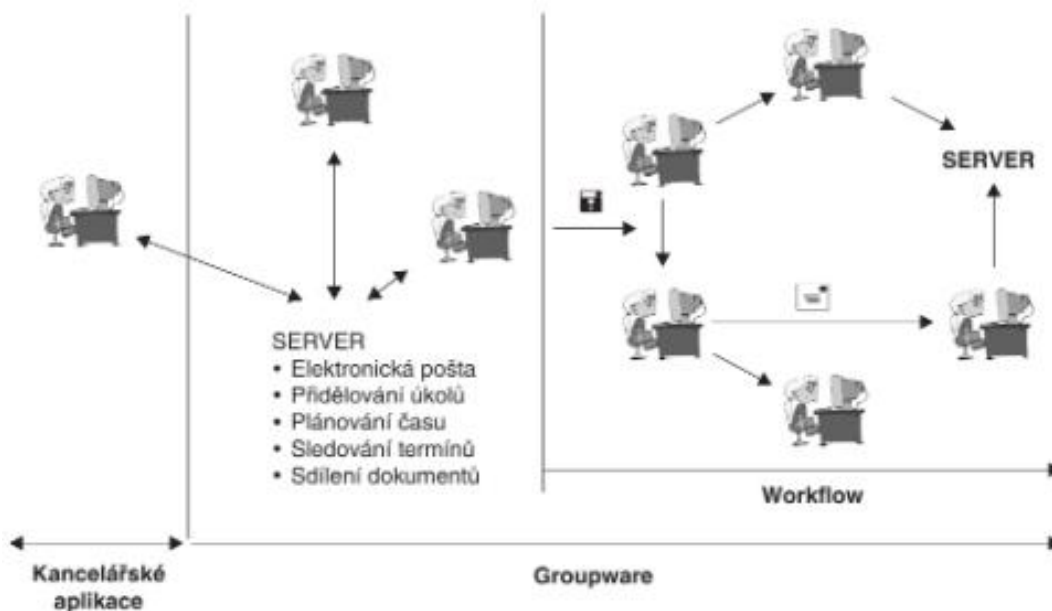 SERVER
SERVER
• Elektronická pošta
• Přidělování úkolů
• Plánování času
• Sledování termínů
• Sdílení dokumentů
Workflow
Kancelářské
aplikace
Groupware